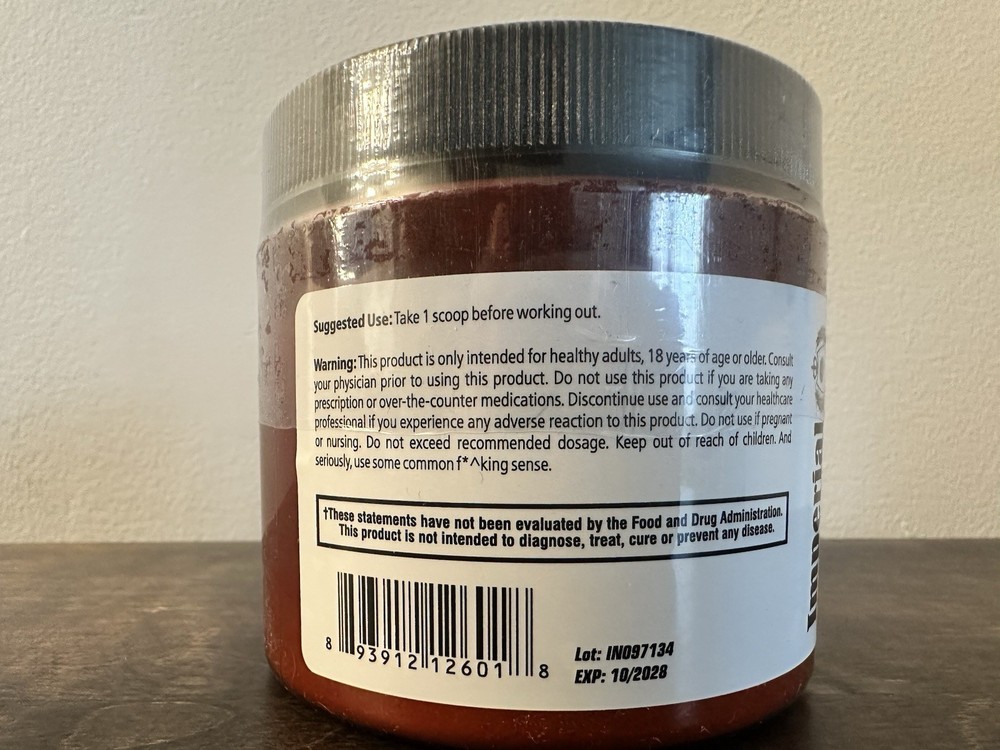 Suggested Use: Take 1 scoop before working out.
Warning: This product is only intended for healthy adults, 18 years of age or older. Consult
your physician prior to using this product. Do not use this product if you are taking any
prescription or over-the-counter medications. Discontinue use and consult your healthcare
professional if you experience any adverse reaction to this product. Do not use if pregnant
or nursing. Do not exceed recommended dosage. Keep out of reach of children. And
seriously, use some common f*^king sense.
†These statements have not been evaluated by the Food and Drug Administration.
This product is not intended to diagnose, treat, cure or prevent any disease.
8 93912 12601 8
Lot: IN097134
EXP: 10/2028
Imperial